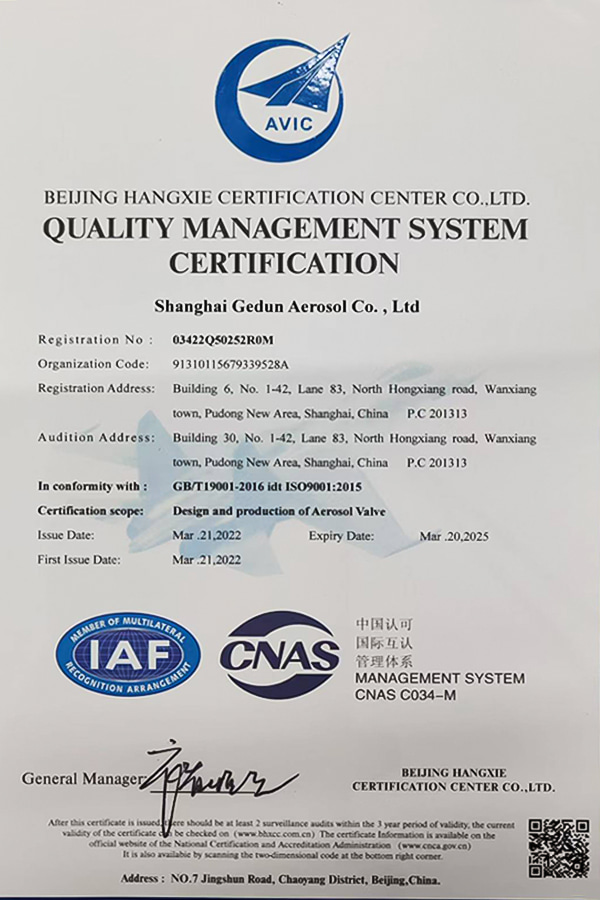 AVIC
BEIJING HANGXIE CERTIFICATION CENTER CO.,LTD.
QUALITY MANAGEMENT SYSTEM
CERTIFICATION
Shanghai Gedun Aerosol Co. , Ltd
Registration No : 03422Q50252R0M
Organization Code: 91310115679339528A
Registration Address: Building 6, No. 1-42, Lane 83, North Hongxiang road, Wanxiang
town, Pudong New Area, Shanghai, China P.C 201313
Audition Address: Building 30, No. 1-42, Lane 83, North Hongxiang road, Wanxiang
town, Pudong New Area, Shanghai, China P.C 201313
In conformity with : GB/T19001-2016 idt ISO9001:2015
Certification scope: Design and production of Aerosol Valve
Issue Date: Mar .21,2022 Expiry Date: Mar .20,2025
First Issue Date: Mar .21,2022
MEMBER OF MULTILATERAL
IAF
RECOGNITION ARRANGEMENT
CNAS
中国认可
国际互认
管理体系
MANAGEMENT SYSTEM
CNAS C034-M
General Manager
BEIJING HANGXIE
CERTIFICATION CENTER CO.,LTD.
After this certificate is issued, there should be at least 2 surveillance audits within the 3 year period of validity, the current
validity of the certificate can be checked on (www.bhxcc.com.cn) The certificate Information is available on the
official website of the National Certification and Accreditation Administration (www.cnca.gov.cn)
It is also available by scanning the two-dimensional code at the bottom right corner.
Address : NO.7 Jingshun Road, Chaoyang District, Beijing,China.